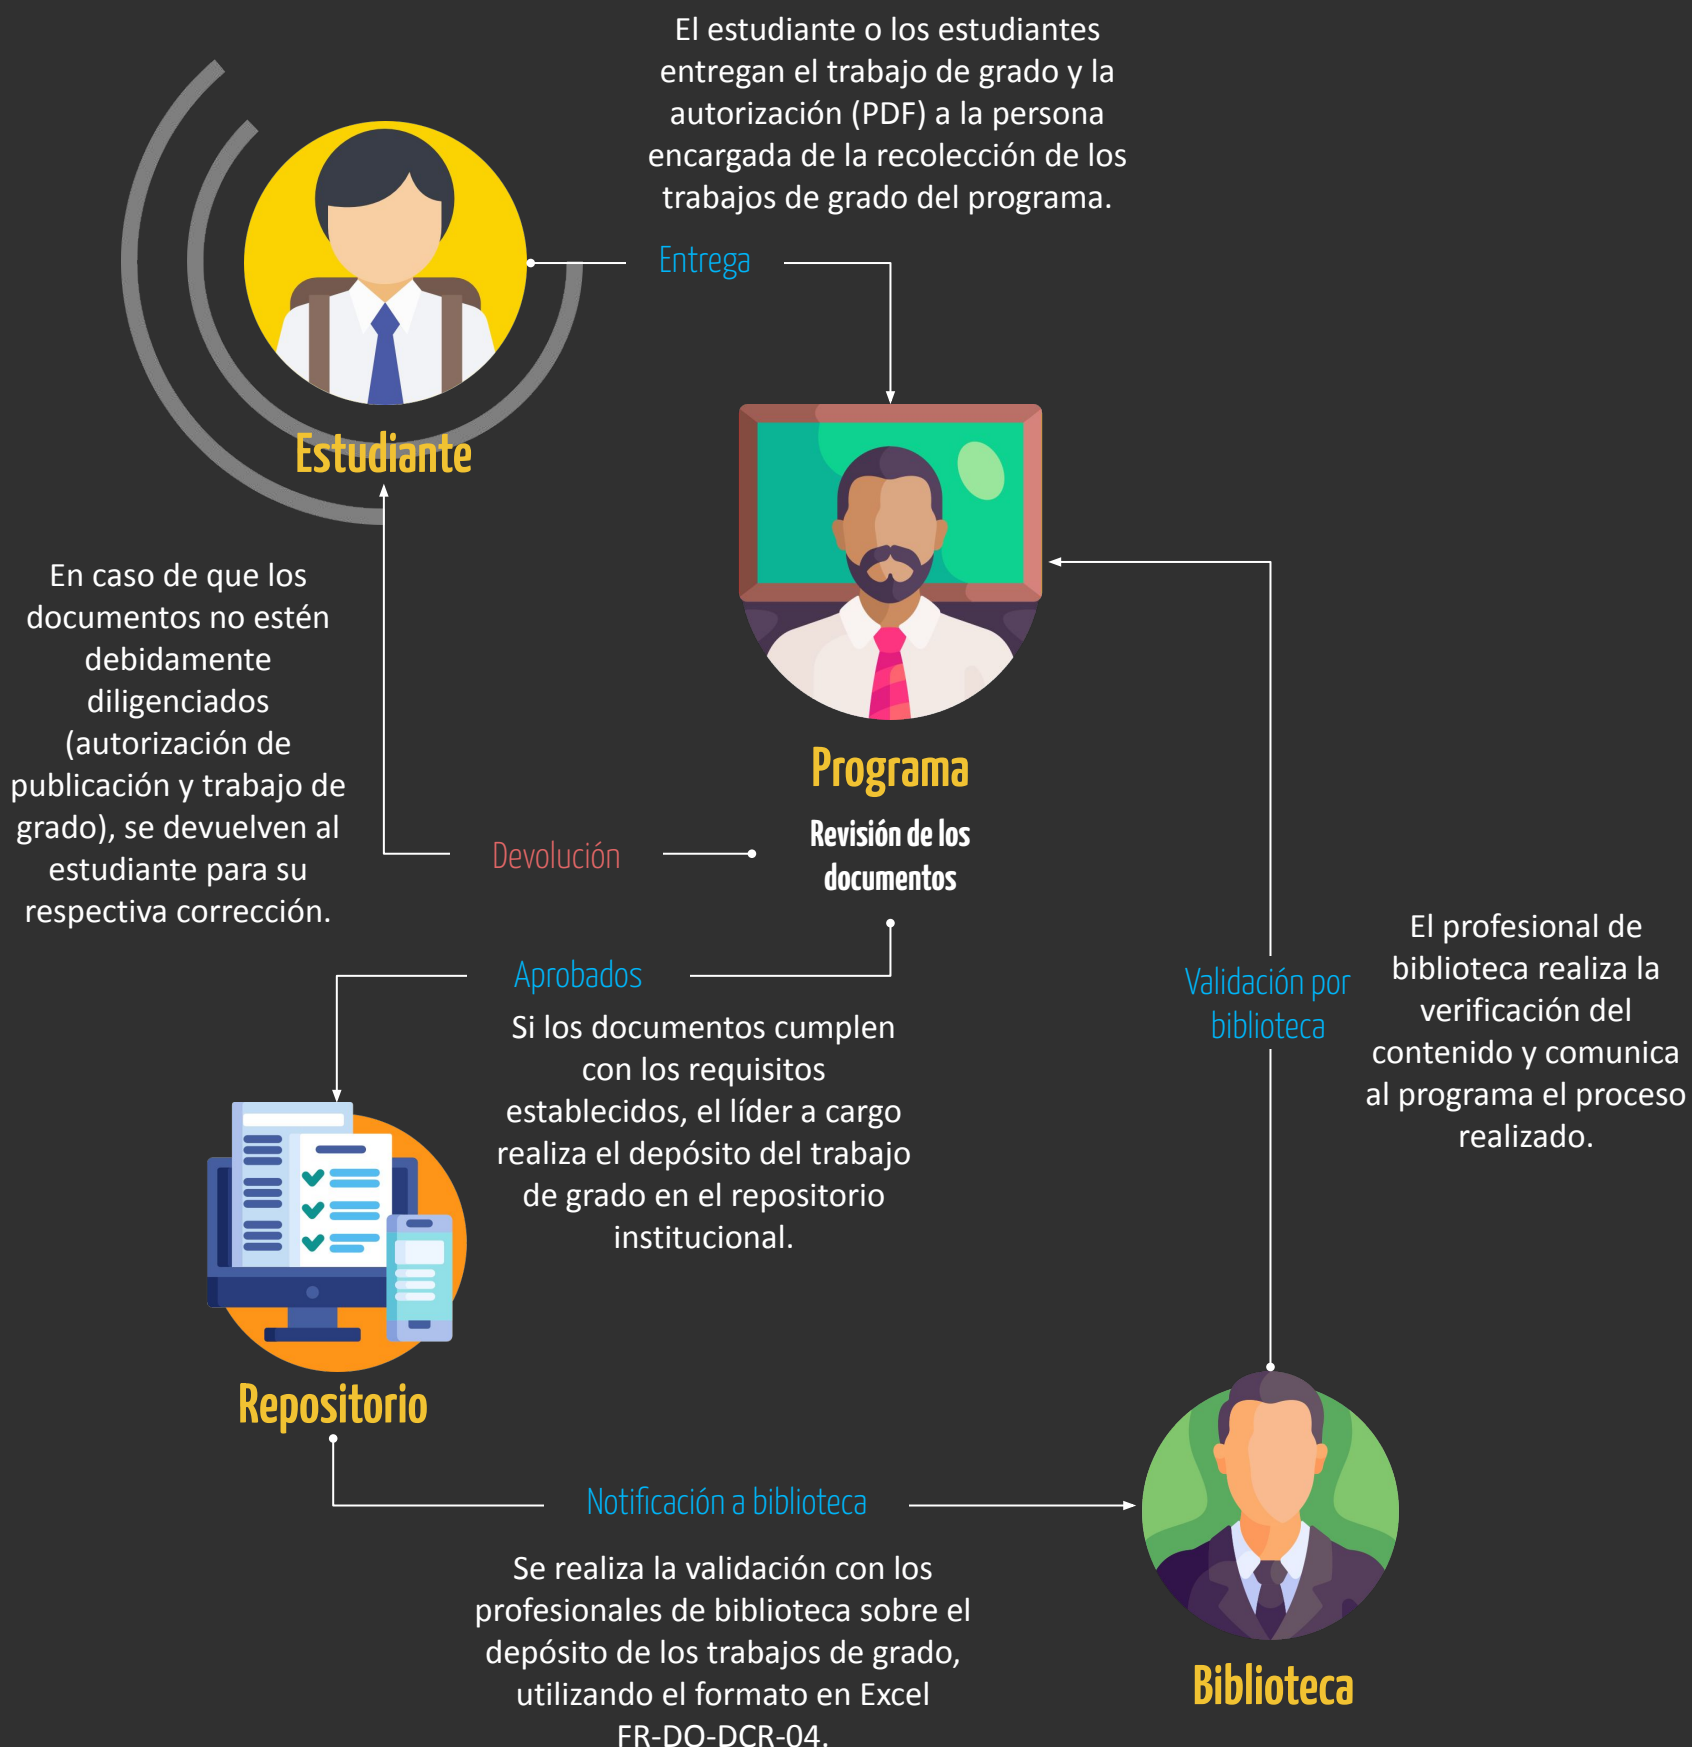 El estudiante o los estudiantes
entregan el trabajo de grado y la
autorización (PDF) a la persona
encargada de la recolección de los
trabajos de grado del programa.
Entrega
Estudiante
En caso de que los
documentos no estén
debidamente
diligenciados
(autorización de
publicación y trabajo de
grado), se devuelven al
estudiante para su
respectiva corrección.
Programa
Revisión de los
documentos
Devolución
Aprobados
Si los documentos cumplen
con los requisitos
establecidos, el líder a cargo
realiza el depósito del trabajo
de grado en el repositorio
institucional.
Validación por
biblioteca
El profesional de
biblioteca realiza la
verificación del
contenido y comunica
al programa el proceso
realizado.
Repositorio
Notificación a biblioteca
Se realiza la validación con los
profesionales de biblioteca sobre el
depósito de los trabajos de grado,
utilizando el formato en Excel
FR-DO-DCR-04.
Biblioteca